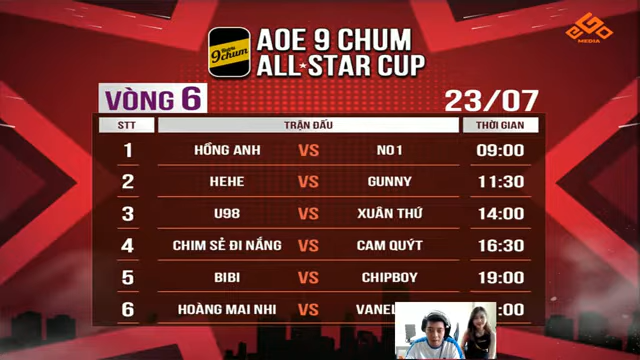 AOE 9 CHUM
ALL★STAR CUP
9chum
EGO
MEDIA
VÒNG 6
23/07
STT TRẬN ĐẤU THỜI GIAN
1 HỒNG ANH VS NO1 09:00
2 HEHE VS GUNNY 11:30
3 U98 VS XUÂN THỨ 14:00
4 CHIM SẺ ĐI NẮNG VS CAM QUÝT 16:30
5 BIBI VS CHIPBOY 19:00
6 HOÀNG MAI NHI VS